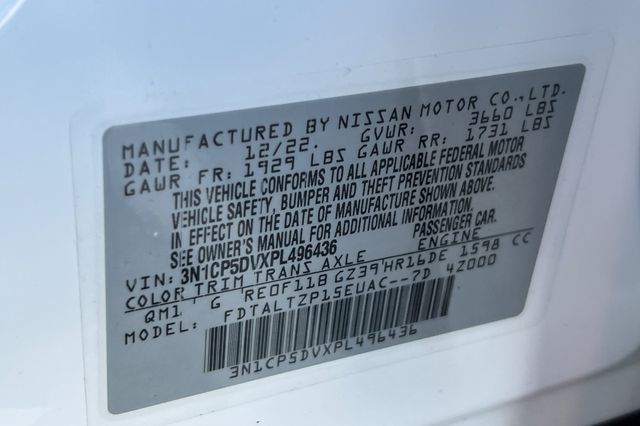 MANUFACTURED BY NISSAN MOTOR CO., LTD.
DATE: 12/22. GVWR: 3660 LBS
GAWR FR: 1929 LBS GAWR RR: 1731 LBS
THIS VEHICLE CONFORMS TO ALL APPLICABLE FEDERAL MOTOR
VEHICLE SAFETY, BUMPER AND THEFT PREVENTION STANDARDS
IN EFFECT ON THE DATE OF MANUFACTURE SHOWN ABOVE.
SEE OWNER'S MANUAL FOR ADDITIONAL INFORMATION.
VIN: 3N1CP5DVXPL496436 PASSENGER CAR.
COLOR TRIM TRANS AXLE ENGINE
QM1 G RE0F11B GZ39 HR16DE 1598 CC
MODEL: FDTALTZP15EUAC--7D 42000
3N1CP5DVXPL496436